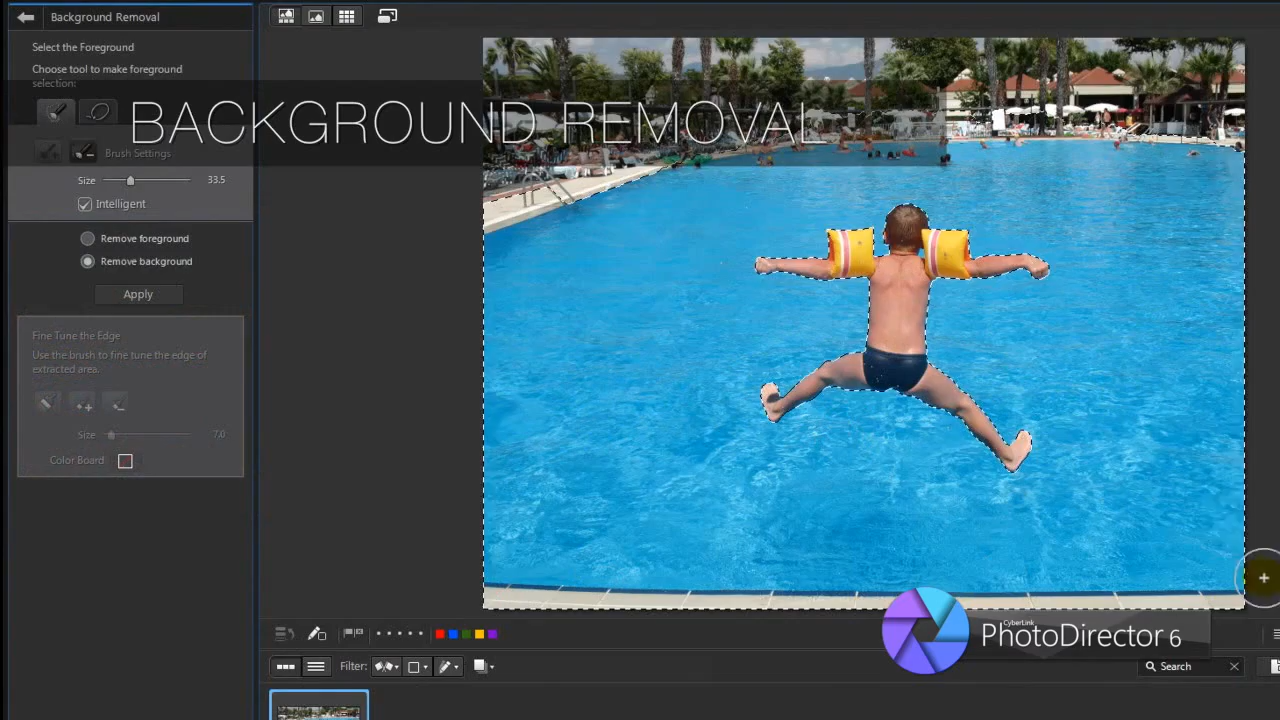 Background Removal
Select the Foreground
Choose tool to make foreground
selection:
BACKGROUND REMOVAL
Brush Settings
Size 33.5
Intelligent
Remove foreground
Remove background
Apply
Fine Tune the Edge
Use the brush to fine tune the edge of
extracted area.
Size 7.0
Color Board
CyberLink
PhotoDirector 6
Filter:
Search